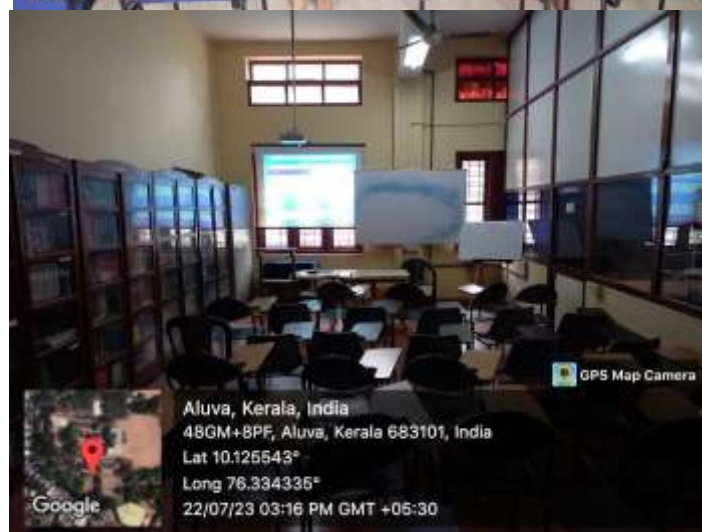 GPS Map Camera
Aluva, Kerala, India
48GM+8PF, Aluva, Kerala 683101, India
Lat 10.125543°
Long 76.334335°
22/07/23 03:16 PM GMT +05:30
Google